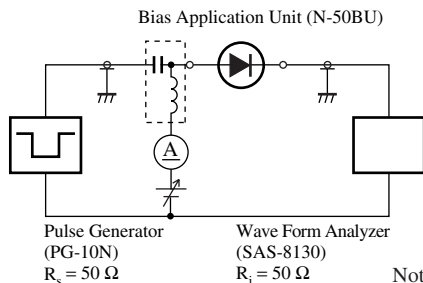 Bias Application Unit (N-50BU)
A
Pulse Generator
(PG-10N)
Rs = 50 Ω
Wave Form Analyzer
(SAS-8130)
Ri = 50 Ω
Not